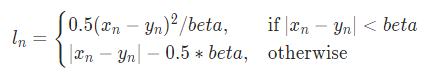 l_n = { 0.5(x_n − y_n)²/beta, if |x_n − y_n| < beta
|x_n − y_n| − 0.5 ∗ beta, otherwise